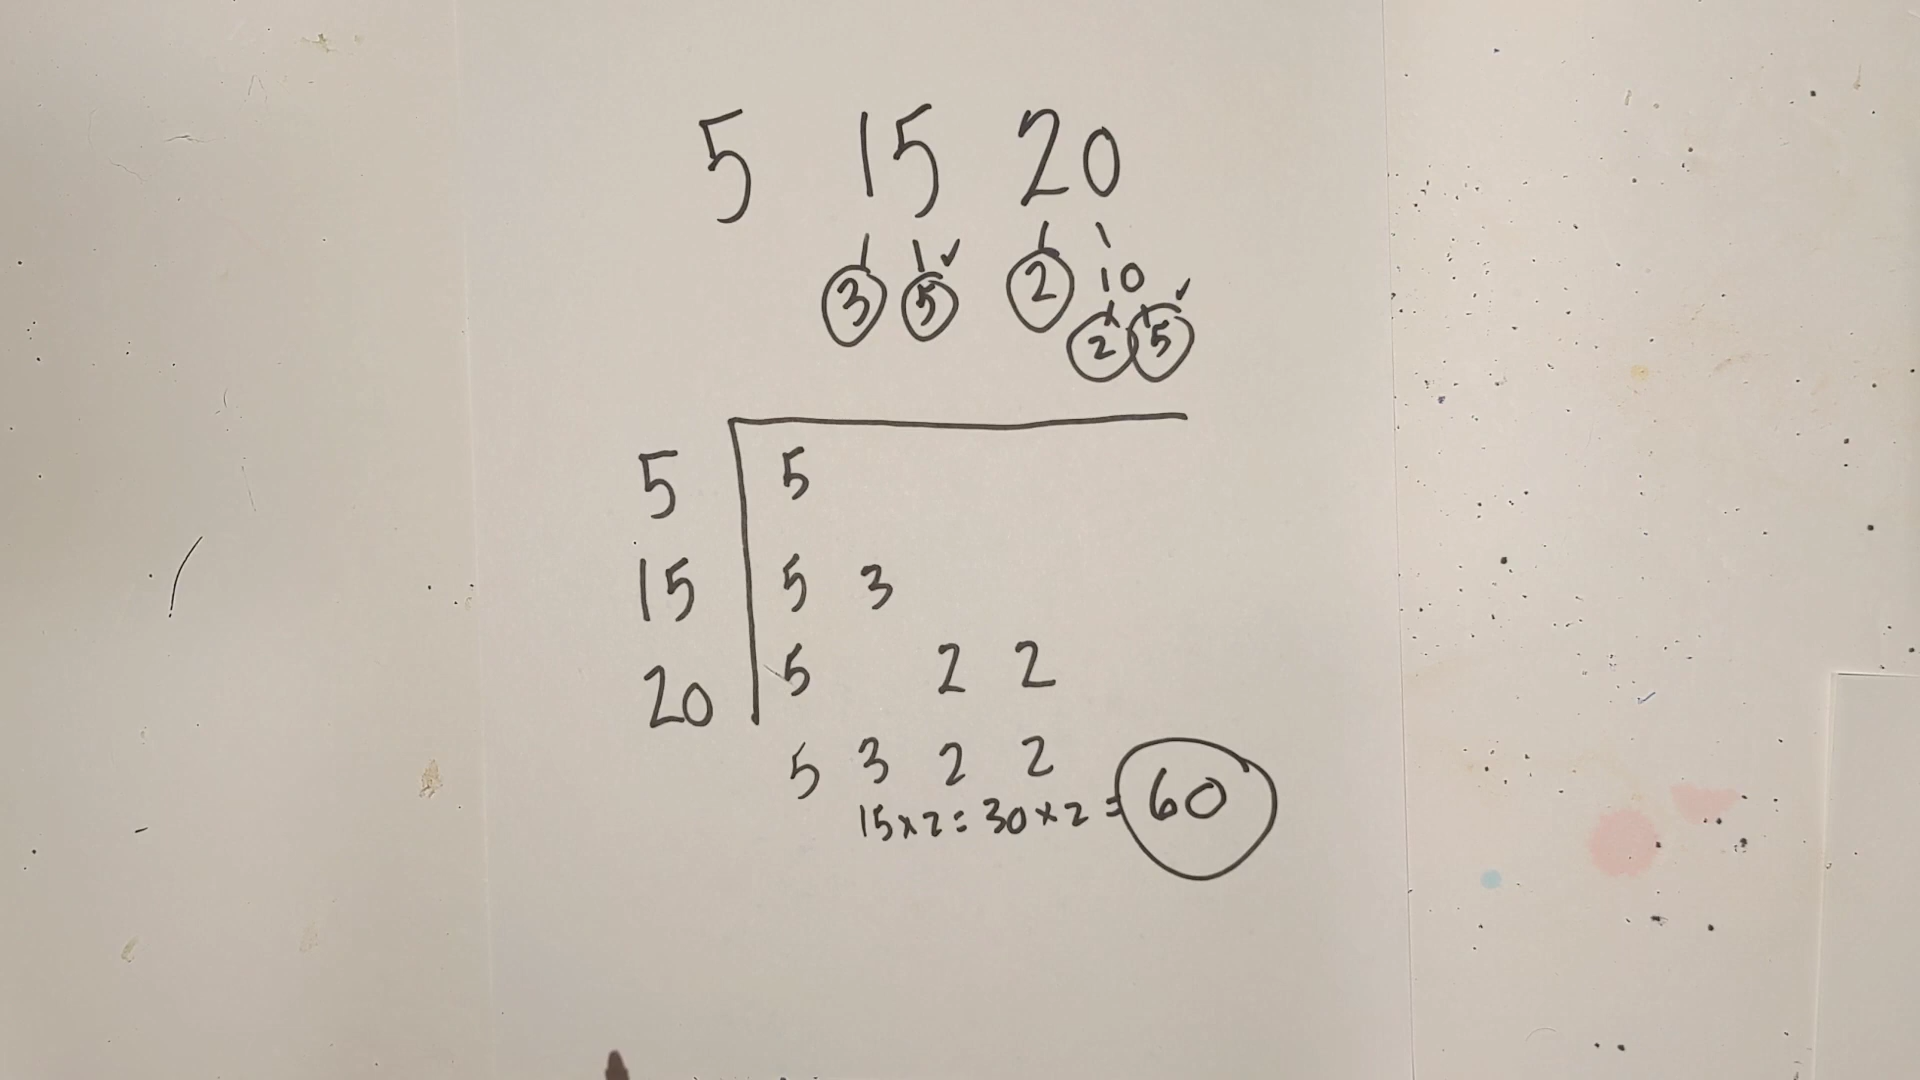 5 15 20
3 5 ✓ 2 10
2 5 ✓
5 5
15 5 3
20 5 2 2
5 3 2 2
15 x 2 = 30 x 2 = 60